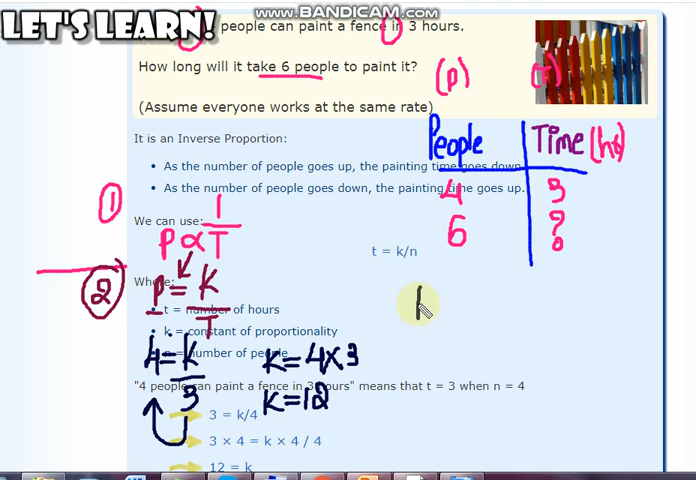 WWW.BANDICAM.COM
LET'S LEARN!
people can paint a fence in 3 hours.
How long will it take 6 people to paint it?
(P)
(Assume everyone works at the same rate)
It is an Inverse Proportion:
People | Time (hs)
As the number of people goes up, the painting time goes down.
As the number of people goes down, the painting time goes up.
4 | 3
6 | ?
1
We can use:
P ∝ 1/T
t = k/n
2
Where:
P = K/T
t = number of hours
k = constant of proportionality
n = number of people
4 = K/3
K = 4 x 3
K = 12
"4 people can paint a fence in 3 hours" means that t = 3 when n = 4
3 = k/4
3 × 4 = k × 4 / 4
12 = k